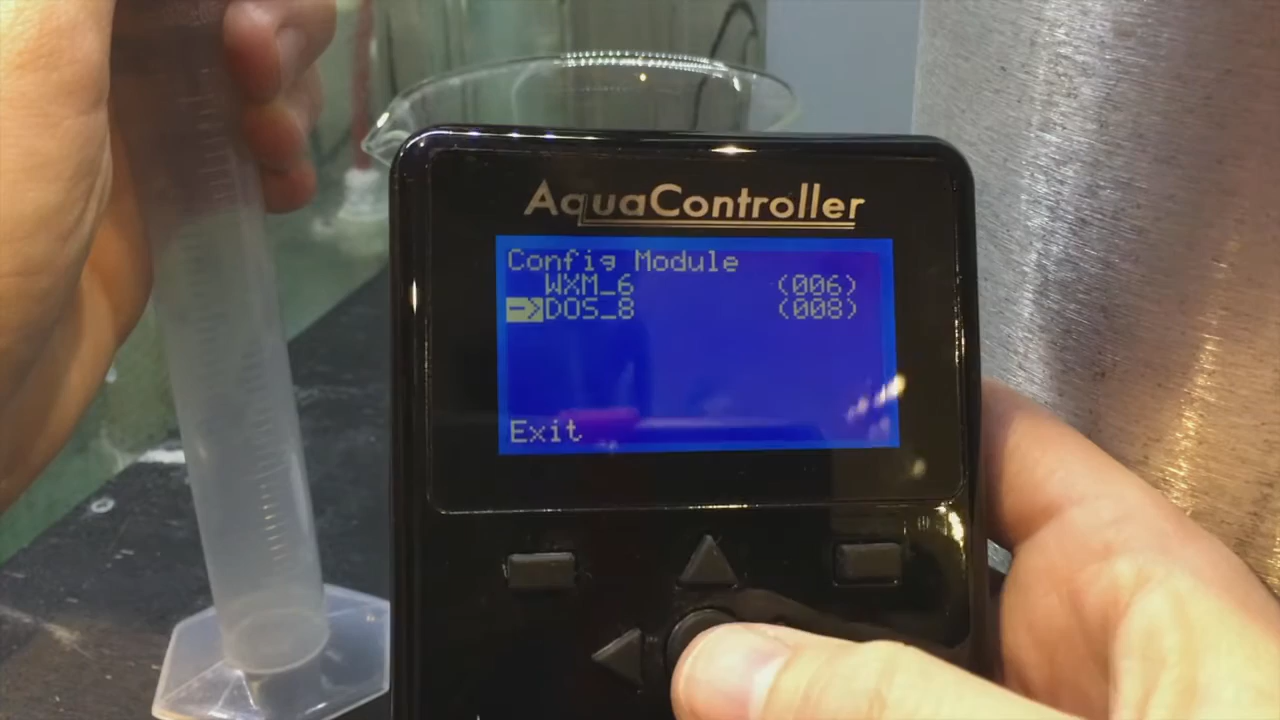 AquaController
Config Module
WXM_6 (006)
->DOS_8 (008)
Exit